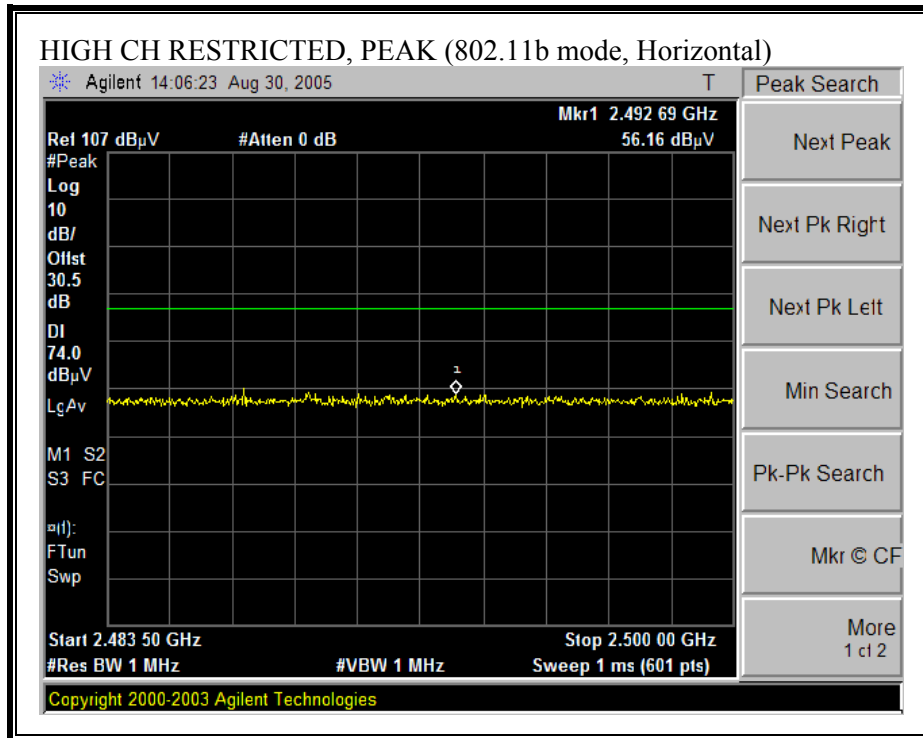 HIGH CH RESTRICTED, PEAK (802.11b mode, Horizontal)
Agilent 14:06:23 Aug 30, 2005 T
Peak Search
Mkr1 2.492 69 GHz
Ref 107 dBµV #Atten 0 dB 56.16 dBµV
#Peak
Log
10
dB/
Offst
30.5
dB
DI
74.0
dBµV
LgAv
1
M1 S2
S3 FC
¤(f):
FTun
Swp
Start 2.483 50 GHz Stop 2.500 00 GHz
#Res BW 1 MHz #VBW 1 MHz Sweep 1 ms (601 pts)
Copyright 2000-2003 Agilent Technologies
Next Peak
Next Pk Right
Next Pk Left
Min Search
Pk-Pk Search
Mkr © CF
More
1 of 2